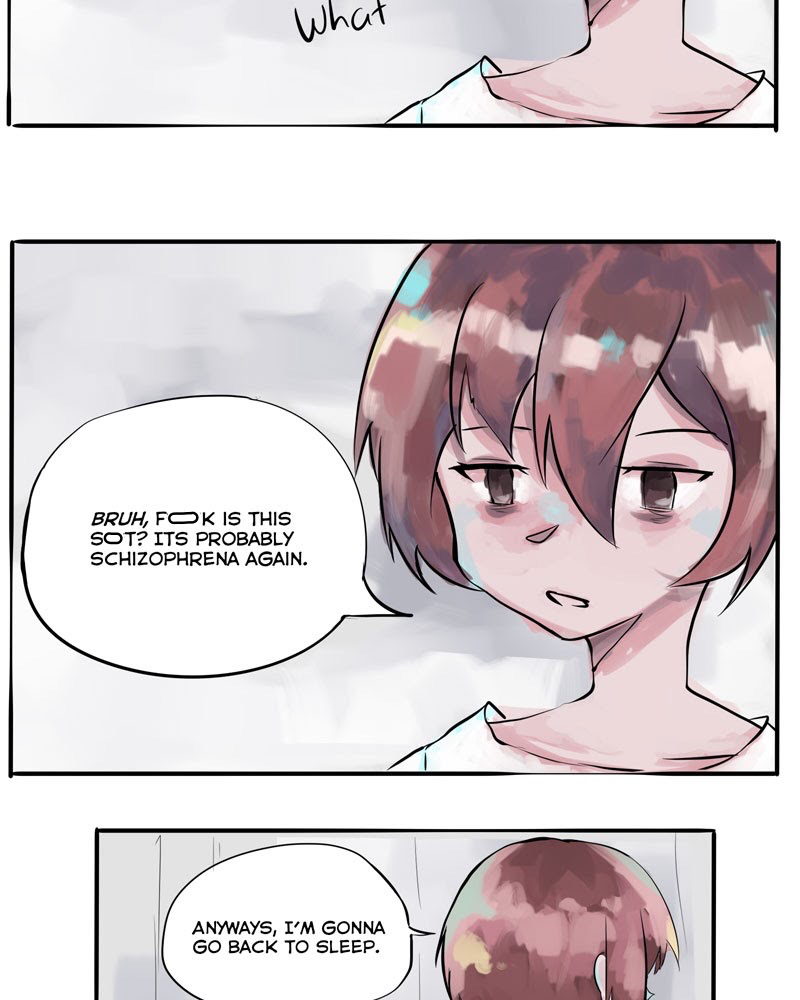 What
BRUH, F⬭K IS THIS
S⬭T? ITS PROBABLY
SCHIZOPHRENA AGAIN.
ANYWAYS, I'M GONNA
GO BACK TO SLEEP.